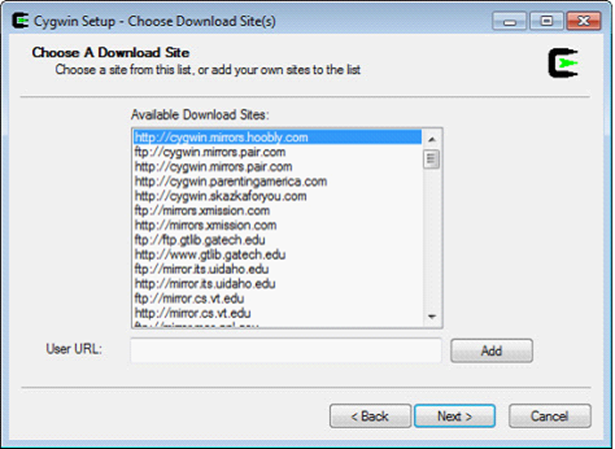 Cygwin Setup - Choose Download Site(s)
Choose A Download Site
Choose a site from this list, or add your own sites to the list
Available Download Sites:
http://cygwin.mirrors.hoobly.com
ftp://cygwin.mirrors.pair.com
http://cygwin.mirrors.pair.com
http://cygwin.parentingamerica.com
http://cygwin.skazkaforyou.com
ftp://mirrors.xmission.com
http://mirrors.xmission.com
ftp://ftp.gtlib.gatech.edu
http://www.gtlib.gatech.edu
ftp://mirror.its.uidaho.edu
http://mirror.its.uidaho.edu
ftp://mirror.cs.vt.edu
http://mirror.cs.vt.edu
User URL:
Add
< Back
Next >
Cancel